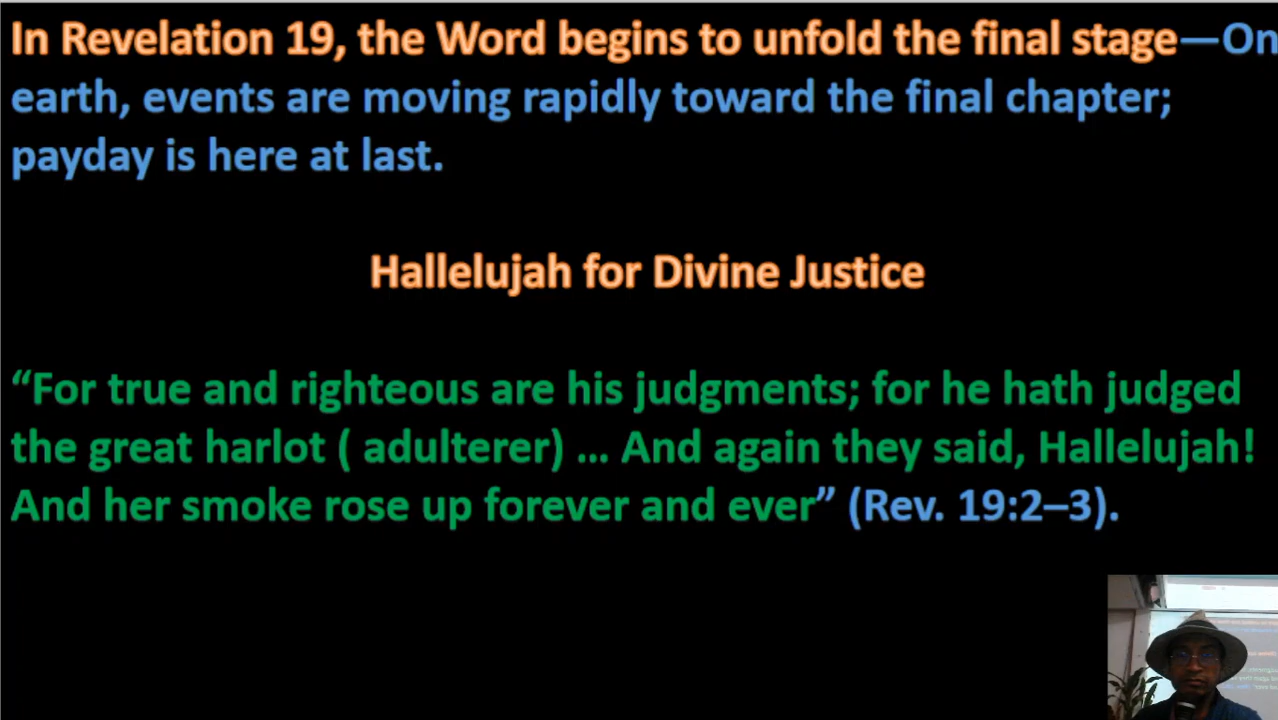 In Revelation 19, the Word begins to unfold the final stage—On
earth, events are moving rapidly toward the final chapter;
payday is here at last.
Hallelujah for Divine Justice
“For true and righteous are his judgments; for he hath judged
the great harlot ( adulterer) … And again they said, Hallelujah!
And her smoke rose up forever and ever” (Rev. 19:2–3).